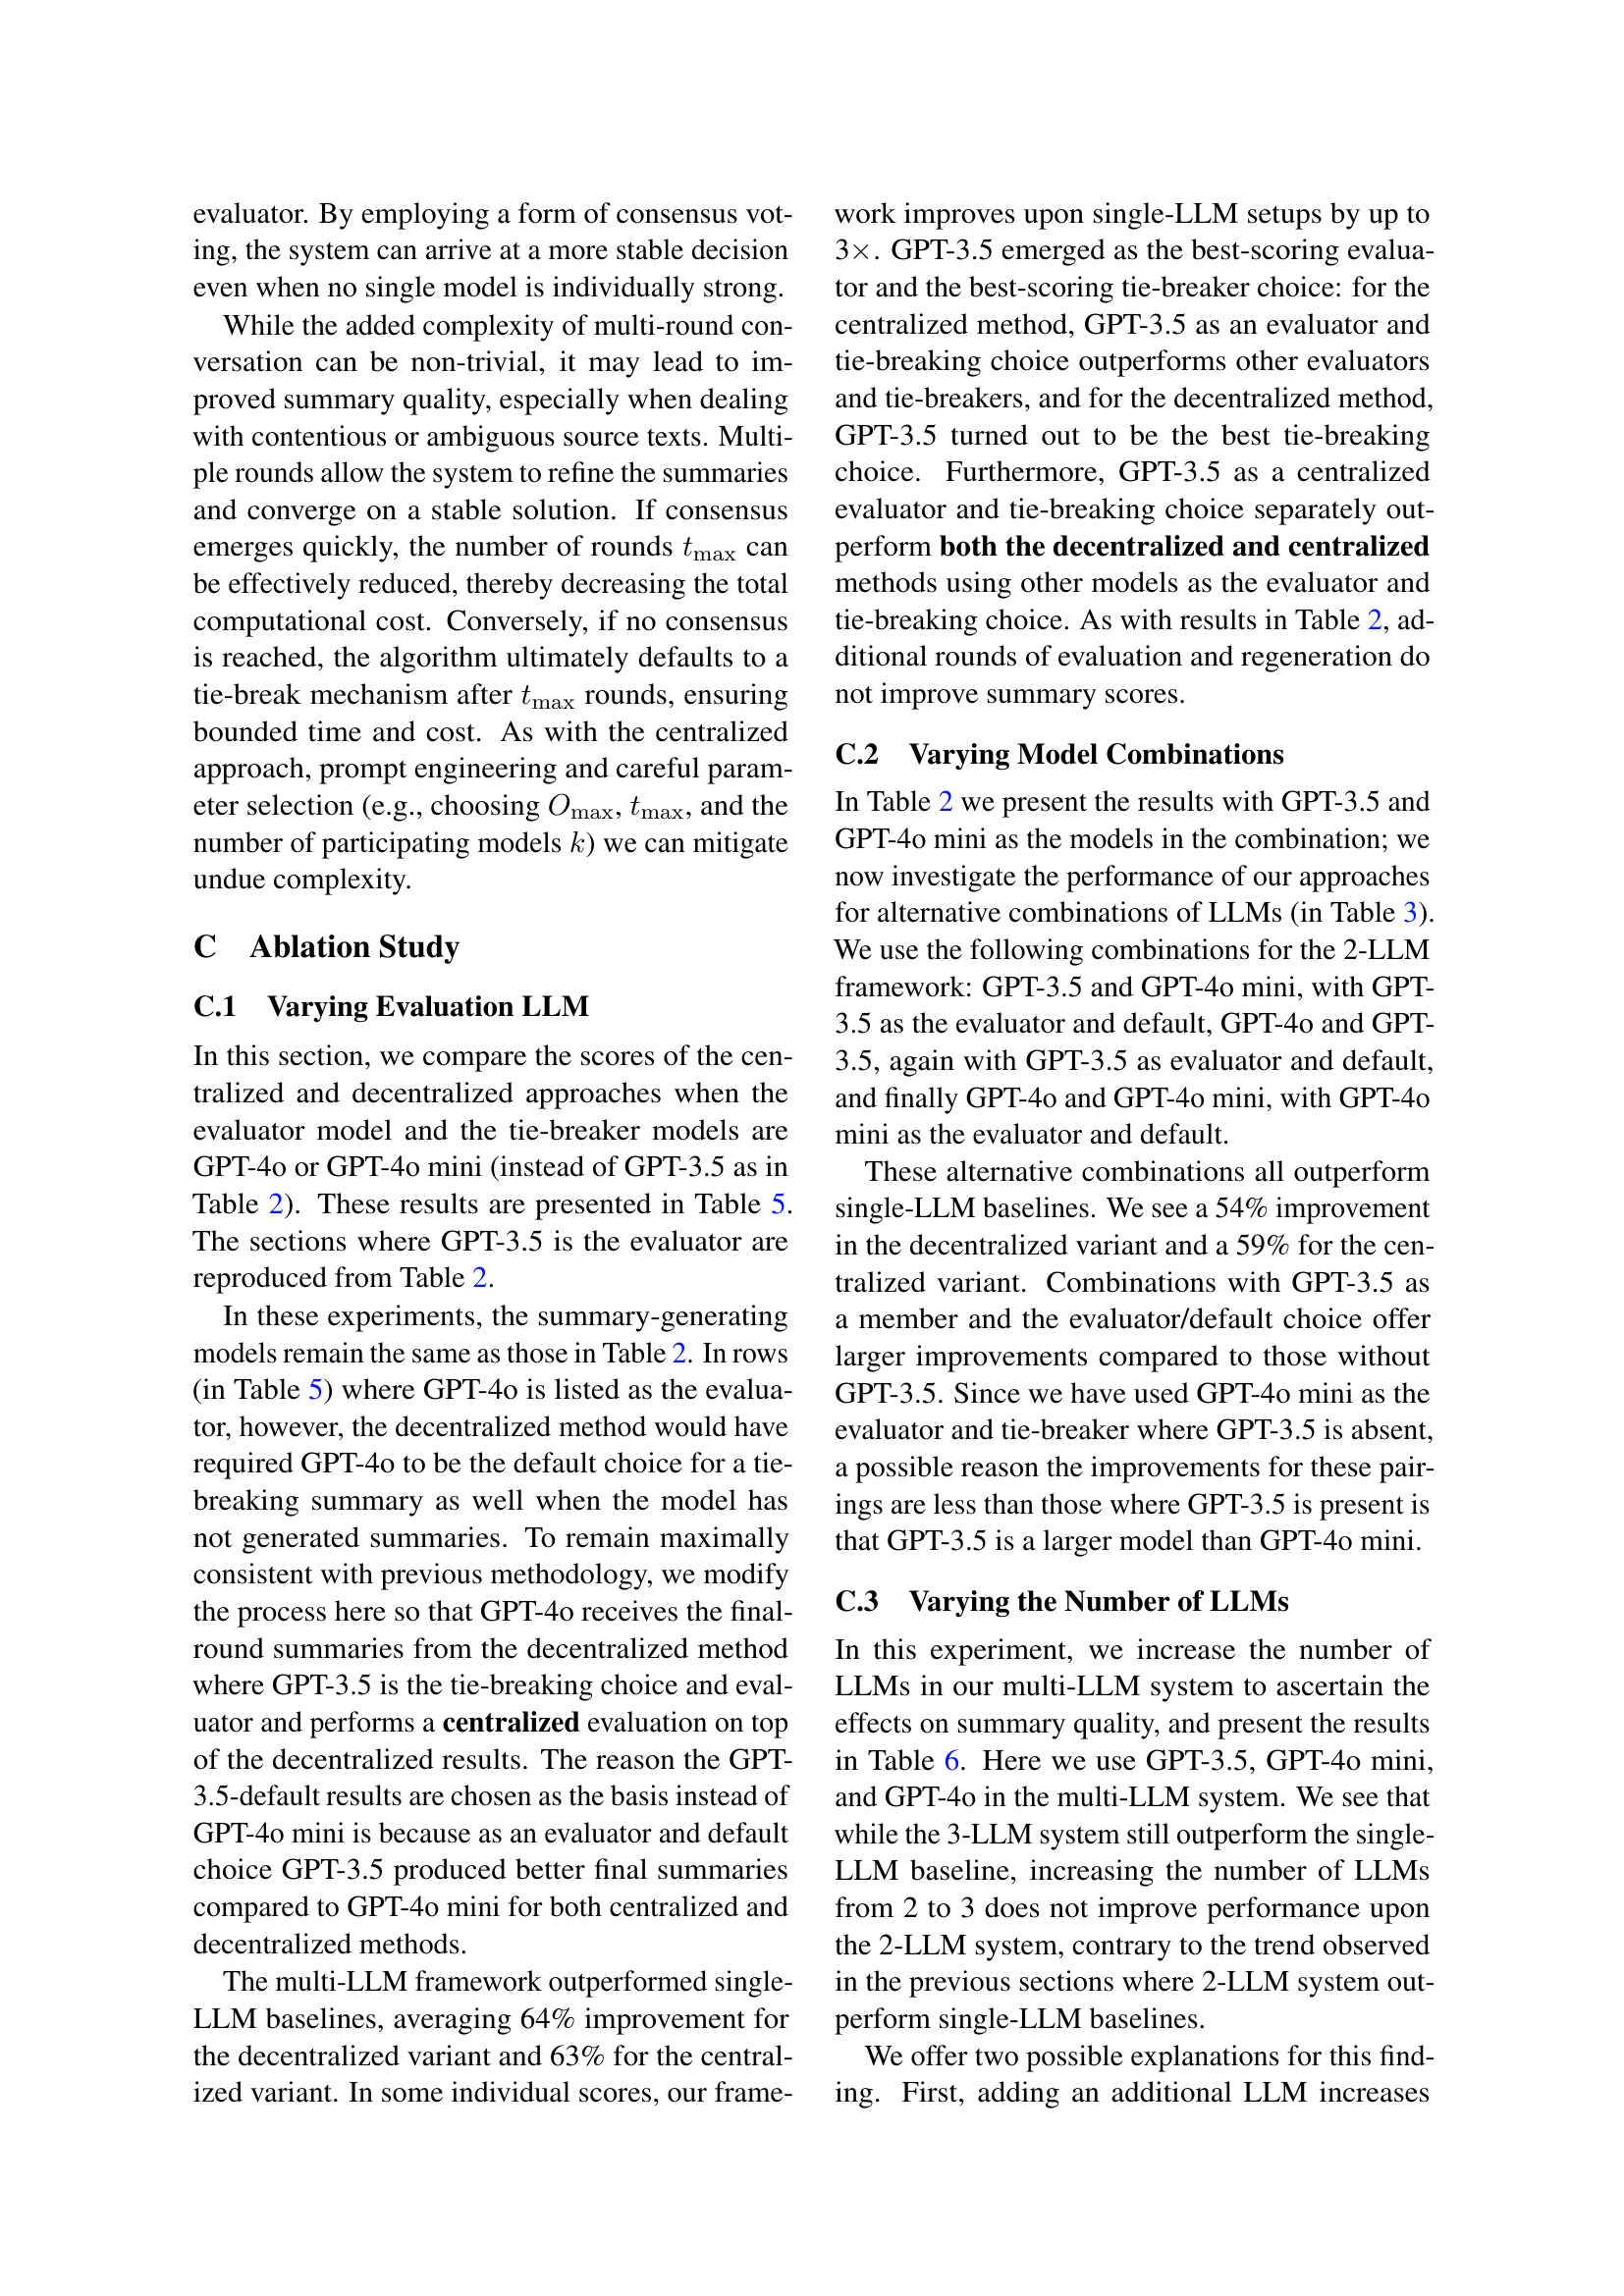 evaluator. By employing a form of consensus vot-
ing, the system can arrive at a more stable decision
even when no single model is individually strong.
While the added complexity of multi-round con-
versation can be non-trivial, it may lead to im-
proved summary quality, especially when dealing
with contentious or ambiguous source texts. Multi-
ple rounds allow the system to refine the summaries
and converge on a stable solution. If consensus
emerges quickly, the number of rounds t_max can
be effectively reduced, thereby decreasing the total
computational cost. Conversely, if no consensus
is reached, the algorithm ultimately defaults to a
tie-break mechanism after t_max rounds, ensuring
bounded time and cost. As with the centralized
approach, prompt engineering and careful param-
eter selection (e.g., choosing O_max, t_max, and the
number of participating models k) we can mitigate
undue complexity.
C Ablation Study
C.1 Varying Evaluation LLM
In this section, we compare the scores of the cen-
tralized and decentralized approaches when the
evaluator model and the tie-breaker models are
GPT-4o or GPT-4o mini (instead of GPT-3.5 as in
Table 2). These results are presented in Table 5.
The sections where GPT-3.5 is the evaluator are
reproduced from Table 2.
In these experiments, the summary-generating
models remain the same as those in Table 2. In rows
(in Table 5) where GPT-4o is listed as the evalua-
tor, however, the decentralized method would have
required GPT-4o to be the default choice for a tie-
breaking summary as well when the model has
not generated summaries. To remain maximally
consistent with previous methodology, we modify
the process here so that GPT-4o receives the final-
round summaries from the decentralized method
where GPT-3.5 is the tie-breaking choice and eval-
uator and performs a centralized evaluation on top
of the decentralized results. The reason the GPT-
3.5-default results are chosen as the basis instead of
GPT-4o mini is because as an evaluator and default
choice GPT-3.5 produced better final summaries
compared to GPT-4o mini for both centralized and
decentralized methods.
The multi-LLM framework outperformed single-
LLM baselines, averaging 64% improvement for
the decentralized variant and 63% for the central-
ized variant. In some individual scores, our frame-
work improves upon single-LLM setups by up to
3×. GPT-3.5 emerged as the best-scoring evalua-
tor and the best-scoring tie-breaker choice: for the
centralized method, GPT-3.5 as an evaluator and
tie-breaking choice outperforms other evaluators
and tie-breakers, and for the decentralized method,
GPT-3.5 turned out to be the best tie-breaking
choice. Furthermore, GPT-3.5 as a centralized
evaluator and tie-breaking choice separately out-
perform both the decentralized and centralized
methods using other models as the evaluator and
tie-breaking choice. As with results in Table 2, ad-
ditional rounds of evaluation and regeneration do
not improve summary scores.
C.2 Varying Model Combinations
In Table 2 we present the results with GPT-3.5 and
GPT-4o mini as the models in the combination; we
now investigate the performance of our approaches
for alternative combinations of LLMs (in Table 3).
We use the following combinations for the 2-LLM
framework: GPT-3.5 and GPT-4o mini, with GPT-
3.5 as the evaluator and default, GPT-4o and GPT-
3.5, again with GPT-3.5 as evaluator and default,
and finally GPT-4o and GPT-4o mini, with GPT-4o
mini as the evaluator and default.
These alternative combinations all outperform
single-LLM baselines. We see a 54% improvement
in the decentralized variant and a 59% for the cen-
tralized variant. Combinations with GPT-3.5 as
a member and the evaluator/default choice offer
larger improvements compared to those without
GPT-3.5. Since we have used GPT-4o mini as the
evaluator and tie-breaker where GPT-3.5 is absent,
a possible reason the improvements for these pair-
ings are less than those where GPT-3.5 is present is
that GPT-3.5 is a larger model than GPT-4o mini.
C.3 Varying the Number of LLMs
In this experiment, we increase the number of
LLMs in our multi-LLM system to ascertain the
effects on summary quality, and present the results
in Table 6. Here we use GPT-3.5, GPT-4o mini,
and GPT-4o in the multi-LLM system. We see that
while the 3-LLM system still outperform the single-
LLM baseline, increasing the number of LLMs
from 2 to 3 does not improve performance upon
the 2-LLM system, contrary to the trend observed
in the previous sections where 2-LLM system out-
perform single-LLM baselines.
We offer two possible explanations for this find-
ing. First, adding an additional LLM increases